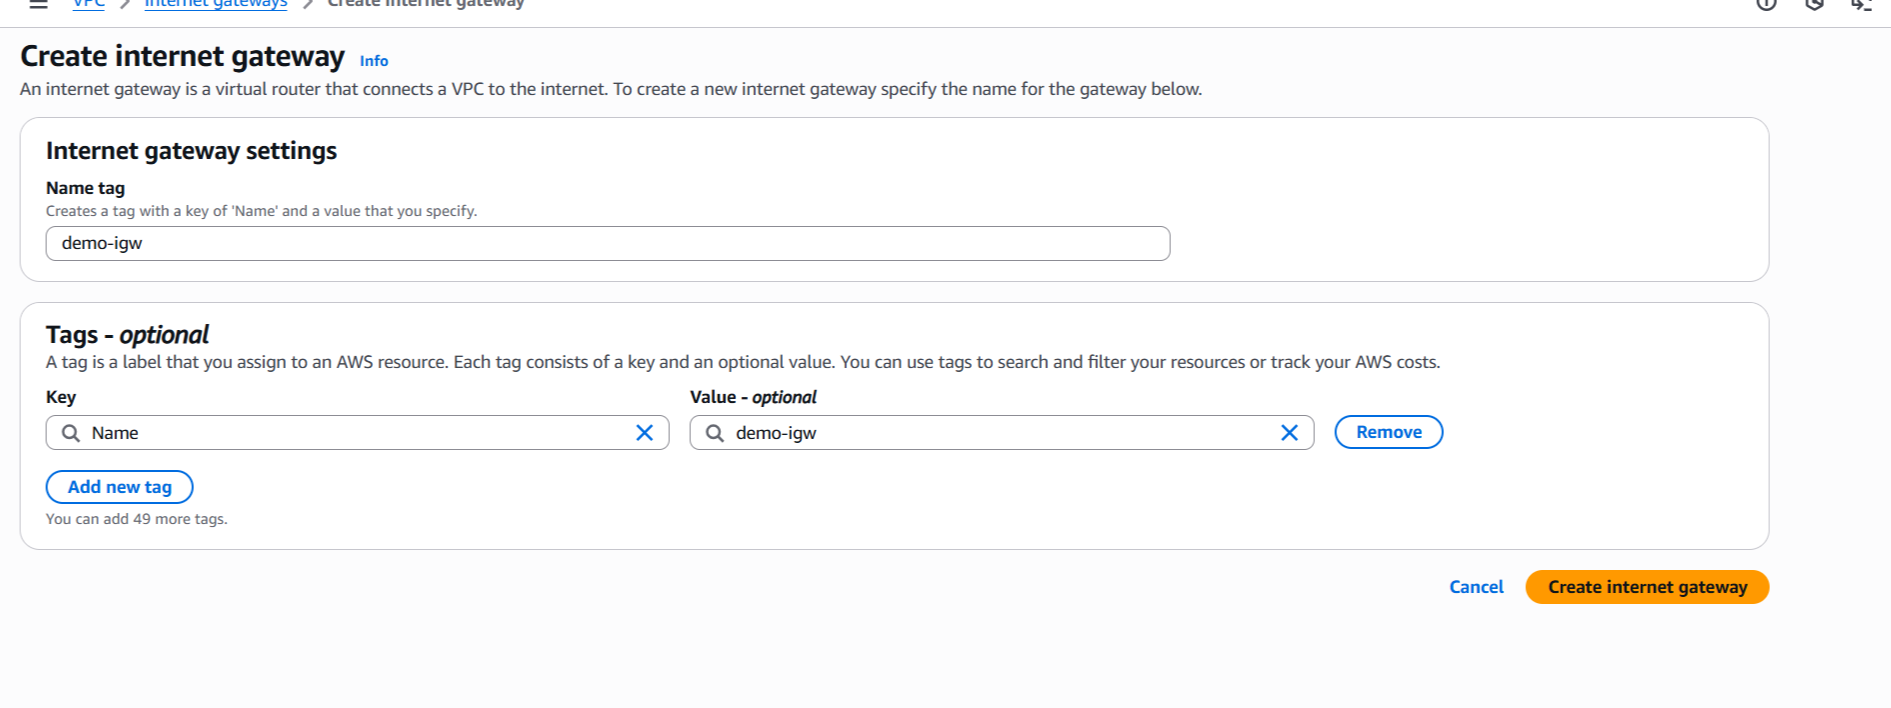 VPC > Internet gateways > Create internet gateway
Create internet gateway Info
An internet gateway is a virtual router that connects a VPC to the internet. To create a new internet gateway specify the name for the gateway below.
Internet gateway settings
Name tag
Creates a tag with a key of 'Name' and a value that you specify.
demo-igw
Tags - optional
A tag is a label that you assign to an AWS resource. Each tag consists of a key and an optional value. You can use tags to search and filter your resources or track your AWS costs.
Key Value - optional
Name demo-igw Remove
Add new tag
You can add 49 more tags.
Cancel Create internet gateway